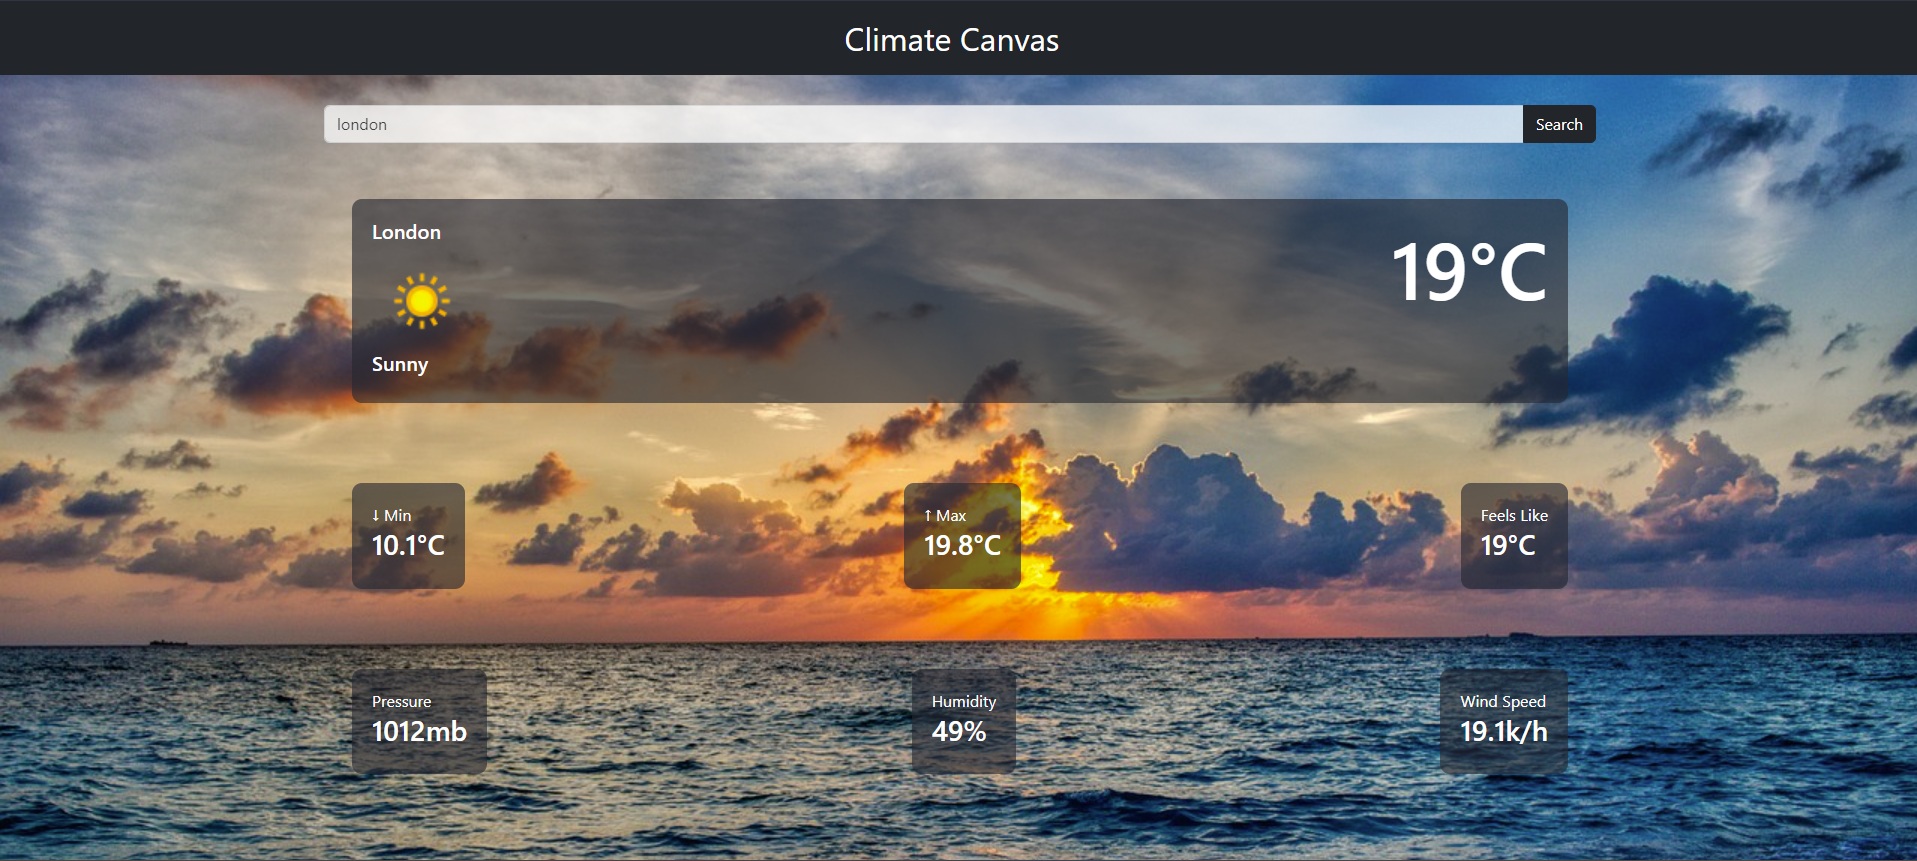 Climate Canvas
london
Search
London
19°C
Sunny
↓ Min
10.1°C
↑ Max
19.8°C
Feels Like
19°C
Pressure
1012mb
Humidity
49%
Wind Speed
19.1k/h